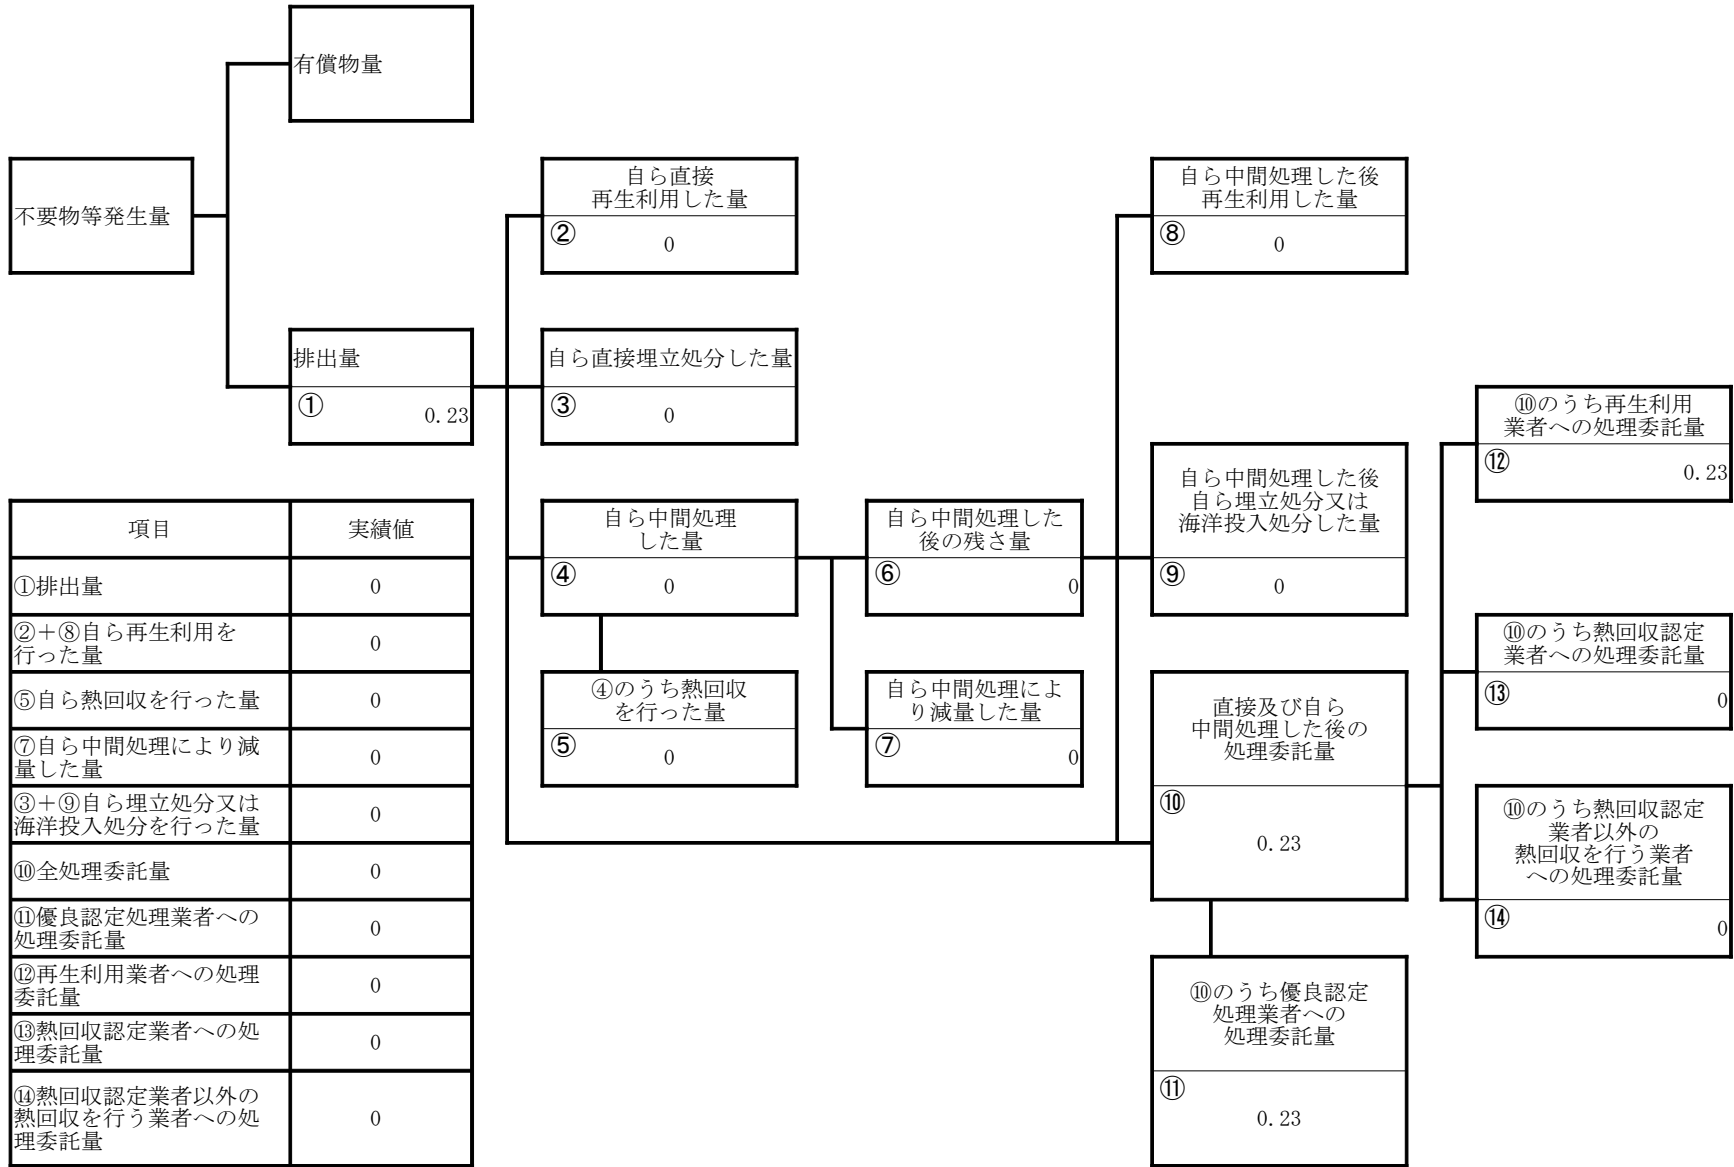 有償物量
不要物等発生量
自ら直接
再生利用した量
②
0
自ら中間処理した後
再生利用した量
⑧
0
排出量
①
0.23
自ら直接埋立処分した量
③
0
⑩のうち再生利用
業者への処理委託量
⑫
0.23
自ら中間処理
した量
④
0
自ら中間処理した
後の残さ量
⑥
0
自ら中間処理した後
自ら埋立処分又は
海洋投入処分した量
⑨
0
④のうち熱回収
を行った量
⑤
0
自ら中間処理によ
り減量した量
⑦
0
直接及び自ら
中間処理した後の
処理委託量
⑩
0.23
⑩のうち熱回収認定
業者への処理委託量
⑬
0
⑩のうち熱回収認定
業者以外の
熱回収を行う業者
への処理委託量
⑭
0
⑩のうち優良認定
処理業者への
処理委託量
⑪
0.23
項目 実績値
①排出量 0
②+⑧自ら再生利用を
行った量 0
⑤自ら熱回収を行った量 0
⑦自ら中間処理により減
量した量 0
③+⑨自ら埋立処分又は
海洋投入処分を行った量 0
⑩全処理委託量 0
⑪優良認定処理業者への
処理委託量 0
⑫再生利用業者への処理
委託量 0
⑬熱回収認定業者への処
理委託量 0
⑭熱回収認定業者以外の
熱回収を行う業者への処
理委託量 0